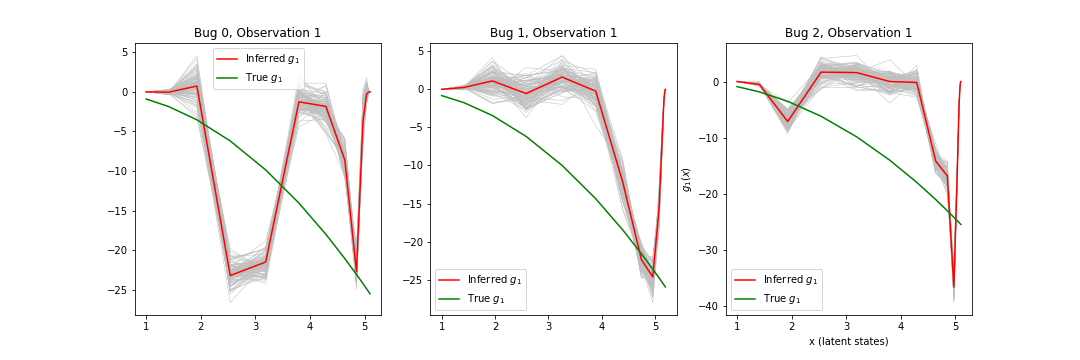 Bug 0, Observation 1
5
0
−5
−10
−15
−20
−25
1 2 3 4 5
Inferred g₁
True g₁
Bug 1, Observation 1
5
0
−5
−10
−15
−20
−25
1 2 3 4 5
Inferred g₁
True g₁
Bug 2, Observation 1
g₁(x)
0
−10
−20
−30
−40
1 2 3 4 5
x (latent states)
Inferred g₁
True g₁